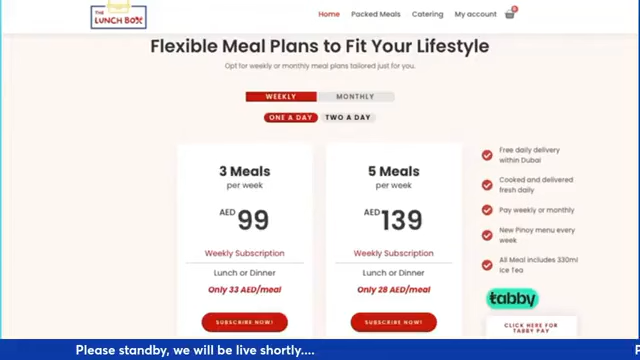 THE
LUNCH BOX
Home Packed Meals Catering My account
Flexible Meal Plans to Fit Your Lifestyle
Opt for weekly or monthly meal plans tailored just for you.
WEEKLY MONTHLY
ONE A DAY TWO A DAY
3 Meals
per week
AED 99
Weekly Subscription
Lunch or Dinner
Only 33 AED/meal
SUBSCRIBE NOW!
5 Meals
per week
AED 139
Weekly Subscription
Lunch or Dinner
Only 28 AED/meal
SUBSCRIBE NOW!
Free daily delivery
within Dubai
Cooked and delivered
fresh daily
Pay weekly or monthly
New Pinoy menu every
week
All Meal includes 330ml
Ice Tea
tabby
CLICK HERE FOR
TABBY PAY
Please standby, we will be live shortly.... P